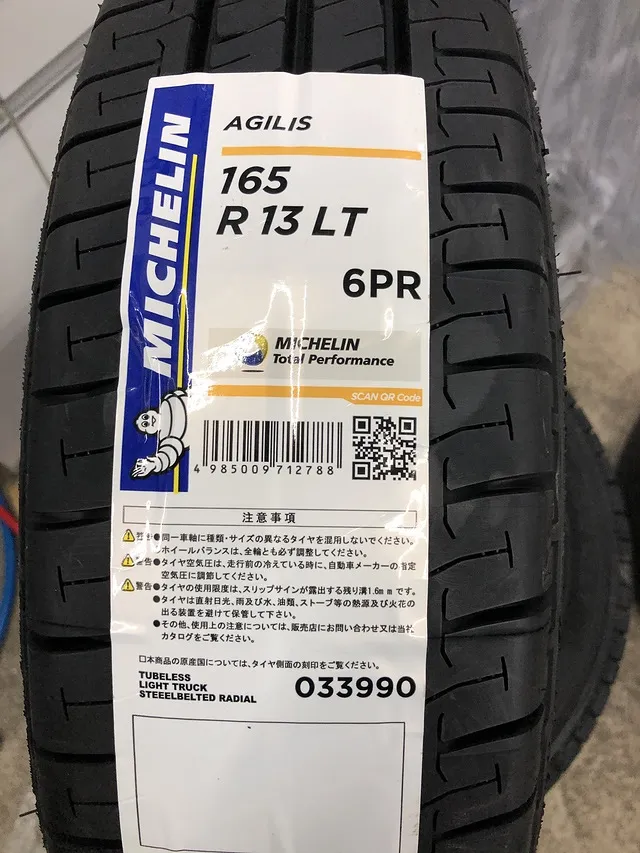 MICHELIN
AGILIS
165
R 13 LT
6PR
MICHELIN
Total Performance
SCAN QR Code
4 985009 712788
注意事項
警告●同一車軸に種類・サイズの異なるタイヤを混用しないでください。
●ホイールバランスは、全輪とも必ず調整してください。
警告●タイヤ空気圧は、走行前の冷えている時に、自動車メーカーの指定
空気圧に調節してください。
警告●タイヤの使用限度は、スリップサインが露出する残り溝1.6mmです。
●タイヤは直射日光、雨及び水、油類、ストーブ等の熱源及び火花の
出る装置を避けて保管して下さい。
●その他、使用上の注意については、販売店にお問い合わせ又は当社
カタログをご覧ください。
口本商品の原産国については、タイヤ側面の刻印をご覧ください。
TUBELESS
LIGHT TRUCK
STEEELBELTED RADIAL
033990